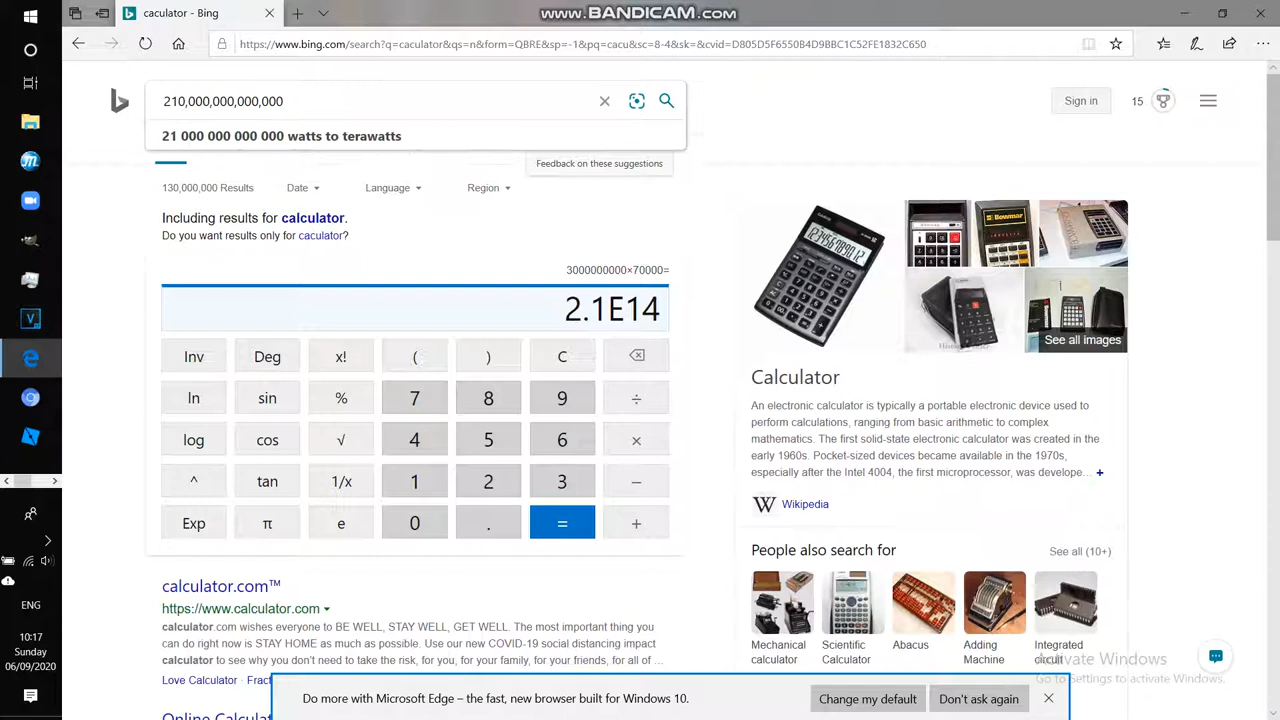 caculator - Bing
www.BANDICAM.com
https://www.bing.com/search?q=caculator&qs=n&form=QBRE&sp=-1&pq=cacu&sc=8-4&sk=&cvid=D805D5F6550B4D9BBC1C52FE1832C650
210,000,000,000,000
Sign in
15
21 000 000 000 000 watts to terawatts
Feedback on these suggestions
130,000,000 Results Date Language Region
Including results for calculator.
Do you want results only for caculator?
3000000000×70000=
2.1E14
Inv Deg x! ( ) C
ln sin % 7 8 9 ÷
log cos √ 4 5 6 ×
^ tan 1/x 1 2 3 −
Exp π e 0 . = +
calculator.com™
https://www.calculator.com
calculator.com wishes everyone to BE WELL, STAY WELL, GET WELL. The most important thing you
can do right now is STAY HOME as much as possible. Use our new COVID-19 social distancing impact
calculator to see why you don't need to take the risk, for you, for your family, for your friends, for all of ...
Love Calculator · Fract
Online Calculat
Bowmar
See all images
Calculator
An electronic calculator is typically a portable electronic device used to
perform calculations, ranging from basic arithmetic to complex
mathematics. The first solid-state electronic calculator was created in the
early 1960s. Pocket-sized devices became available in the 1970s,
especially after the Intel 4004, the first microprocessor, was develope... +
W Wikipedia
People also search for
See all (10+)
Mechanical calculator
Scientific Calculator
Abacus
Adding Machine
Integrated circuit
Activate Windows
Go to Settings to activate Windows.
Do more with Microsoft Edge – the fast, new browser built for Windows 10.
Change my default
Don't ask again
ENG
10:17
Sunday
06/09/2020